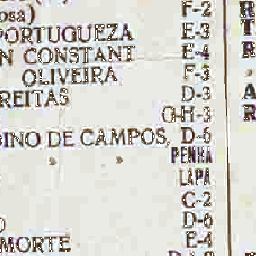 osa) F-2
PORTUGUEZA E-3
N CONSTANT E-4
OLIVEIRA F-3
REITAS D-3
O-H-3
DINO DE CAMPOS, D-6
» » PENHA
LAPA
C-2
O D-6
MORTE E-4
R
T
R
A
R